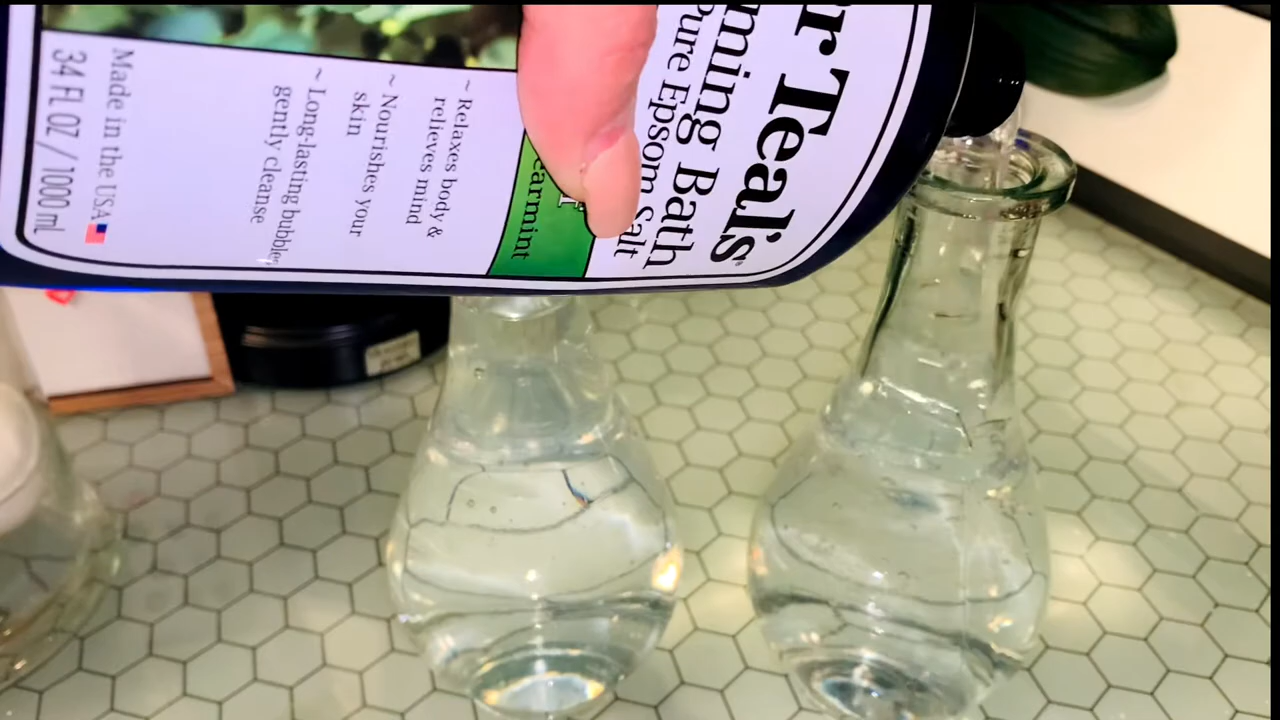 r Teal's®
ming Bath
Pure Epsom Salt
earmint
~ Relaxes body &
relieves mind
~ Nourishes your
skin
~ Long-lasting bubbles
gently cleanse
Made in the USA
34 FL OZ / 1000 mL